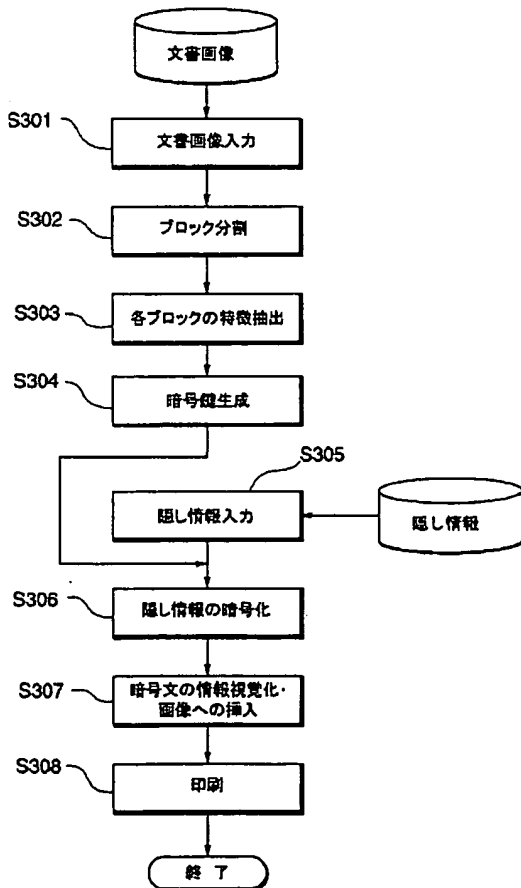 文書画像
S301
文書画像入力
S302
ブロック分割
S303
各ブロックの特徴抽出
S304
暗号鍵生成
S305
隠し情報入力
隠し情報
S306
隠し情報の暗号化
S307
暗号文の情報視覚化・
画像への挿入
S308
印刷
終了